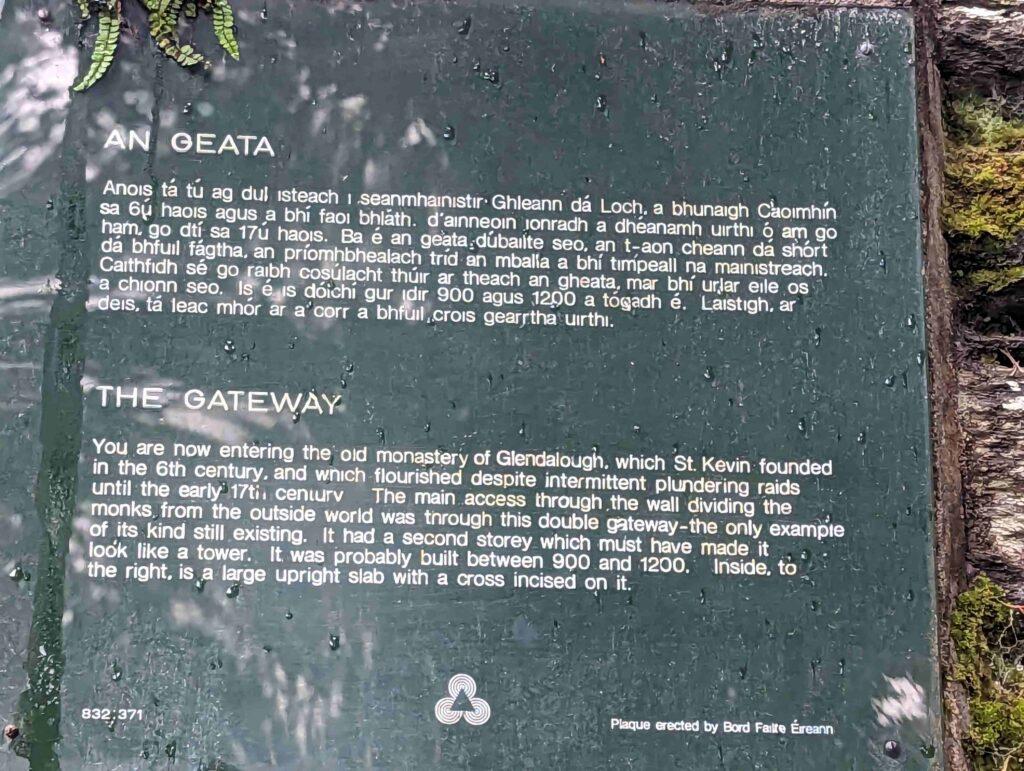 AN GEATA
Anois tá tú ag dul isteach i seanmhainistir Ghleann dá Loch, a bhunaigh Caoimhín
sa 6ú haois agus a bhí faoi bhláth, d'ainneoin ionradh a dhéanamh uirthi ó am go
ham, go dtí sa 17ú haois. Ba é an geata dúbailte seo, an t-aon cheann dá shórt
dá bhfuil fágtha, an príomhbhealach tríd an mballa a bhí timpeall na mainistreach.
Caithfidh sé go raibh cosúlacht thúir ar theach an gheata, mar bhí urlar eile os
a chionn seo. Is é is dóichí gur idir 900 agus 1200 a tógadh é. Laistigh, ar
deis, tá leac mhór ar a corr a bhfuil crois gearrtha uirthi.
THE GATEWAY
You are now entering the old monastery of Glendalough, which St. Kevin founded
in the 6th century, and which flourished despite intermittent plundering raids
until the early 17th century The main access through the wall dividing the
monks from the outside world was through this double gateway-the only example
of its kind still existing. It had a second storey which must have made it
look like a tower. It was probably built between 900 and 1200. Inside, to
the right, is a large upright slab with a cross incised on it.
832;371
Plaque erected by Bord Failte Éireann